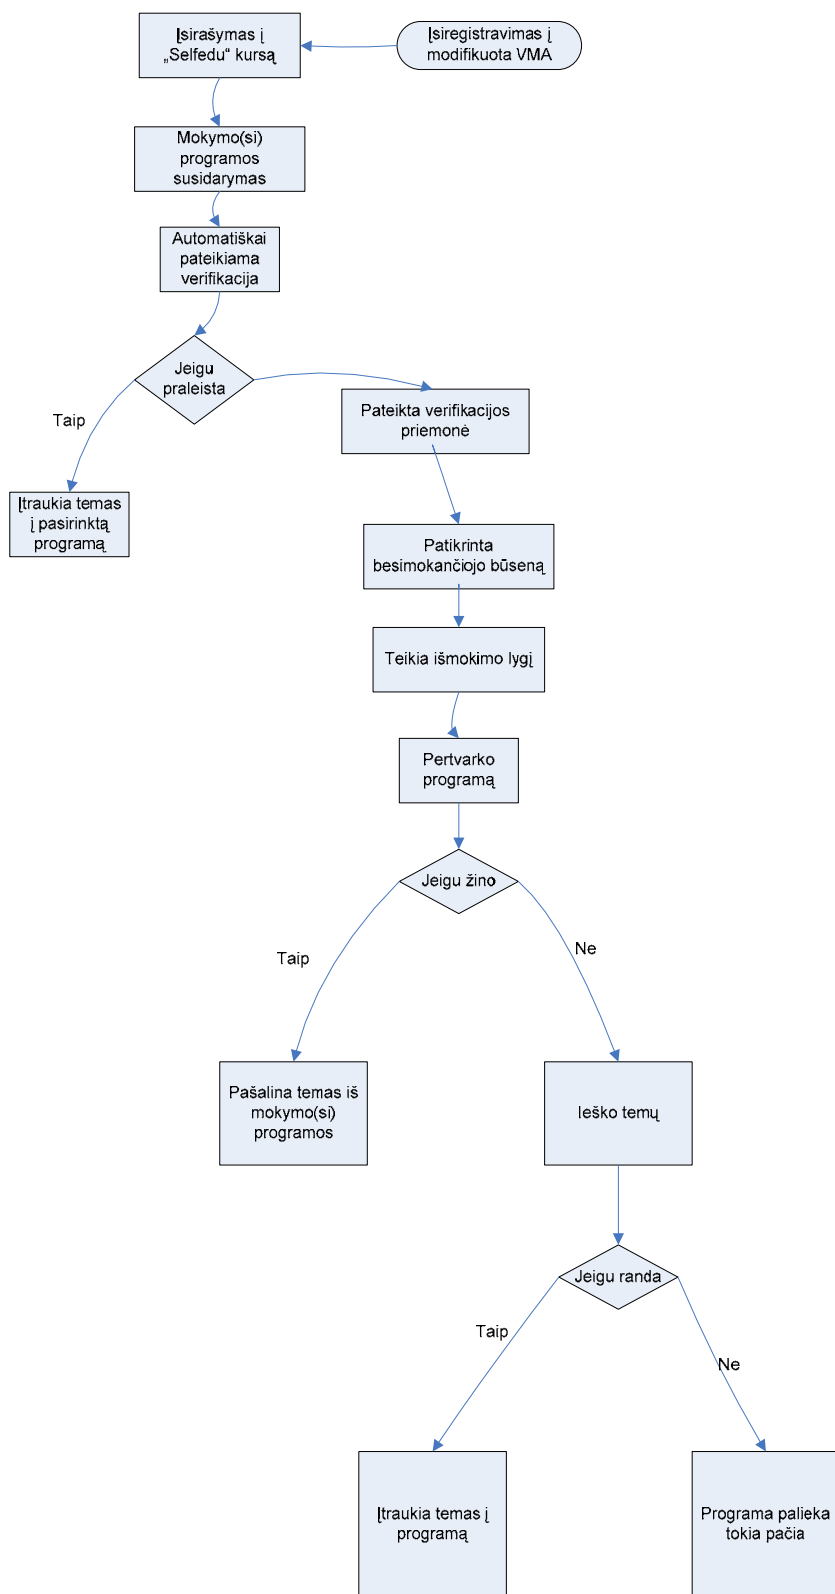 Įsirašymas į
„Selfedu“ kursą
Įsiregistravimas į
modifikuota VMA
Mokymo(si)
programos
susidarymas
Automatiškai
pateikiama
verifikacija
Jeigu
praleista
Taip
Pateikta verifikacijos
priemonė
Įtraukia temas
į pasirinktą
programą
Patikrinta
besimokančiojo būseną
Teikia išmokimo lygį
Pertvarko
programą
Jeigu žino
Taip
Ne
Pašalina temas iš
mokymo(si)
programos
Ieško temų
Jeigu randa
Taip
Ne
Įtraukia temas į
programą
Programa palieka
tokia pačia